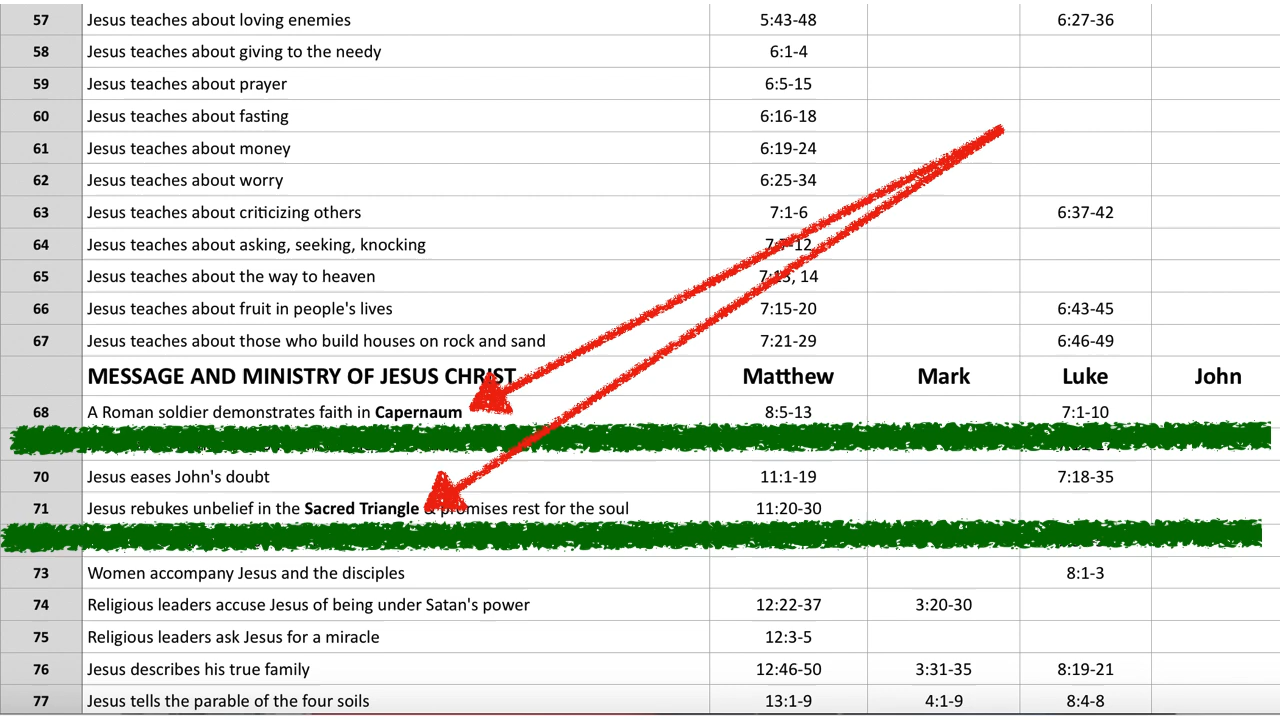 57 Jesus teaches about loving enemies 5:43-48 6:27-36
58 Jesus teaches about giving to the needy 6:1-4
59 Jesus teaches about prayer 6:5-15
60 Jesus teaches about fasting 6:16-18
61 Jesus teaches about money 6:19-24
62 Jesus teaches about worry 6:25-34
63 Jesus teaches about criticizing others 7:1-6 6:37-42
64 Jesus teaches about asking, seeking, knocking 7:7-12
65 Jesus teaches about the way to heaven 7:13, 14
66 Jesus teaches about fruit in people's lives 7:15-20 6:43-45
67 Jesus teaches about those who build houses on rock and sand 7:21-29 6:46-49
MESSAGE AND MINISTRY OF JESUS CHRIST Matthew Mark Luke John
68 A Roman soldier demonstrates faith in Capernaum 8:5-13 7:1-10
70 Jesus eases John's doubt 11:1-19 7:18-35
71 Jesus rebukes unbelief in the Sacred Triangle & promises rest for the soul 11:20-30
73 Women accompany Jesus and the disciples 8:1-3
74 Religious leaders accuse Jesus of being under Satan's power 12:22-37 3:20-30
75 Religious leaders ask Jesus for a miracle 12:3-5
76 Jesus describes his true family 12:46-50 3:31-35 8:19-21
77 Jesus tells the parable of the four soils 13:1-9 4:1-9 8:4-8